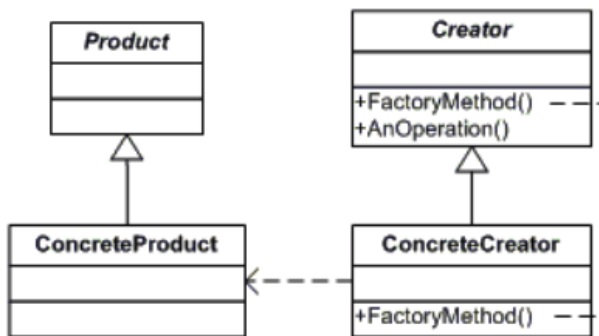 Product
Creator
+FactoryMethod()
+AnOperation()
ConcreteProduct
ConcreteCreator
+FactoryMethod()